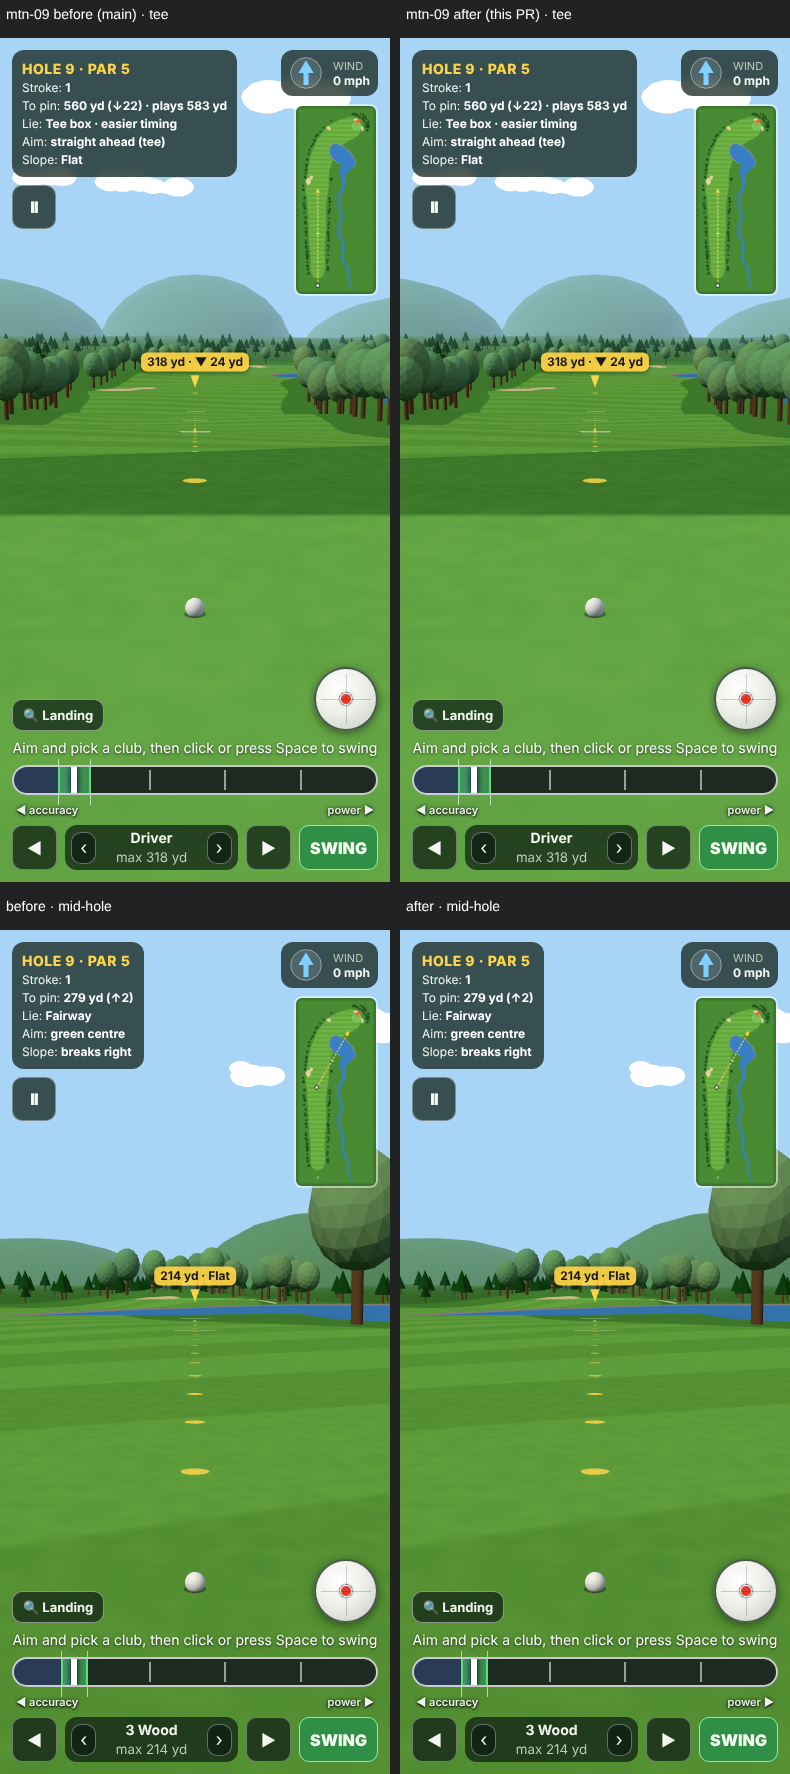 mtn-09 before (main) · tee
HOLE 9 · PAR 5
Stroke: 1
To pin: 560 yd (↓22) · plays 583 yd
Lie: Tee box · easier timing
Aim: straight ahead (tee)
Slope: Flat
WIND
0 mph
318 yd · ▼ 24 yd
🔍 Landing
Aim and pick a club, then click or press Space to swing
◀ accuracy
power ▶
◀
‹
Driver
max 318 yd
›
▶
SWING
mtn-09 after (this PR) · tee
HOLE 9 · PAR 5
Stroke: 1
To pin: 560 yd (↓22) · plays 583 yd
Lie: Tee box · easier timing
Aim: straight ahead (tee)
Slope: Flat
WIND
0 mph
318 yd · ▼ 24 yd
🔍 Landing
Aim and pick a club, then click or press Space to swing
◀ accuracy
power ▶
◀
‹
Driver
max 318 yd
›
▶
SWING
before · mid-hole
HOLE 9 · PAR 5
Stroke: 1
To pin: 279 yd (↑2)
Lie: Fairway
Aim: green centre
Slope: breaks right
WIND
0 mph
214 yd · Flat
🔍 Landing
Aim and pick a club, then click or press Space to swing
◀ accuracy
power ▶
◀
‹
3 Wood
max 214 yd
›
▶
SWING
after · mid-hole
HOLE 9 · PAR 5
Stroke: 1
To pin: 279 yd (↑2)
Lie: Fairway
Aim: green centre
Slope: breaks right
WIND
0 mph
214 yd · Flat
🔍 Landing
Aim and pick a club, then click or press Space to swing
◀ accuracy
power ▶
◀
‹
3 Wood
max 214 yd
›
▶
SWING